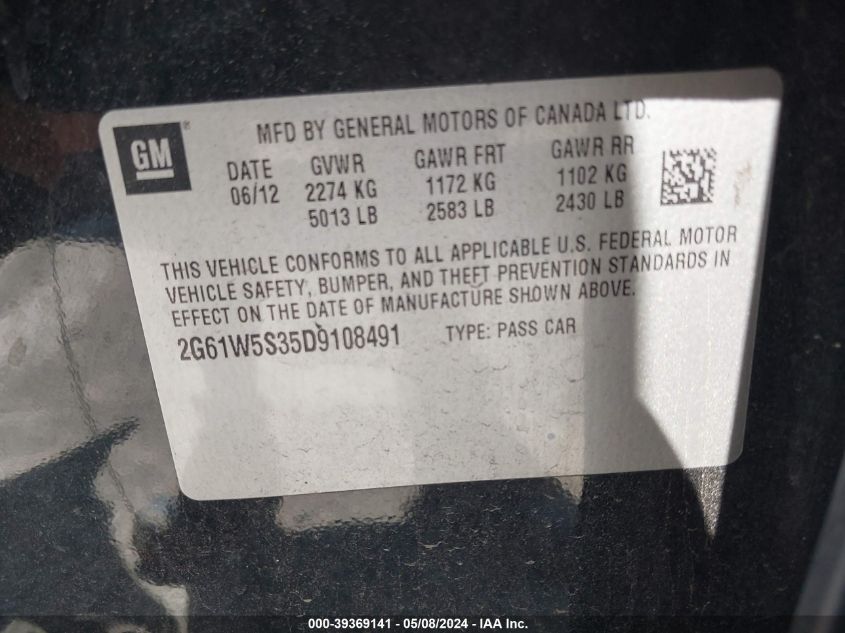 GM
®
MFD BY GENERAL MOTORS OF CANADA LTD.
DATE GVWR GAWR FRT GAWR RR
06/12 2274 KG 1172 KG 1102 KG
5013 LB 2583 LB 2430 LB
THIS VEHICLE CONFORMS TO ALL APPLICABLE U.S. FEDERAL MOTOR
VEHICLE SAFETY, BUMPER, AND THEFT PREVENTION STANDARDS IN
EFFECT ON THE DATE OF MANUFACTURE SHOWN ABOVE.
2G61W5S35D9108491 TYPE: PASS CAR
000-39369141 - 05/08/2024 - IAA Inc.